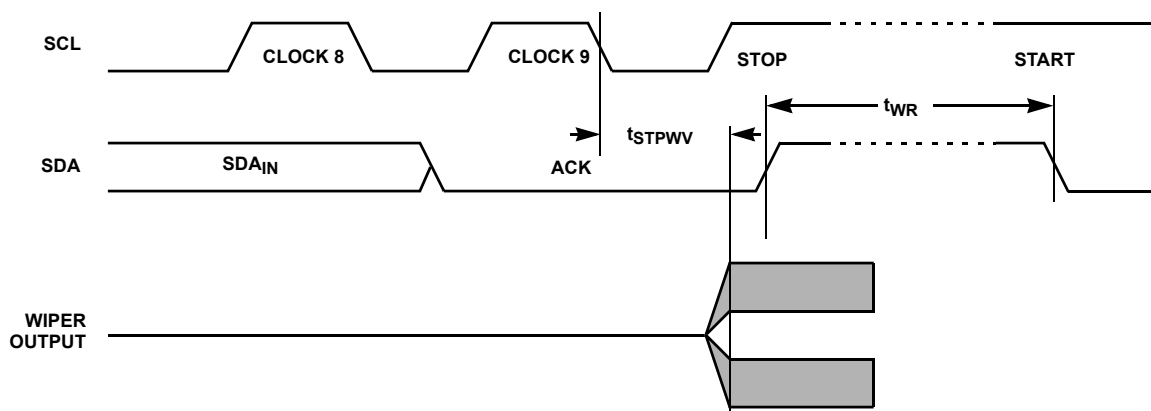 SCL
CLOCK 8
CLOCK 9
STOP
START
tWR
tSTPWV
SDA
SDAIN
ACK
WIPER
OUTPUT